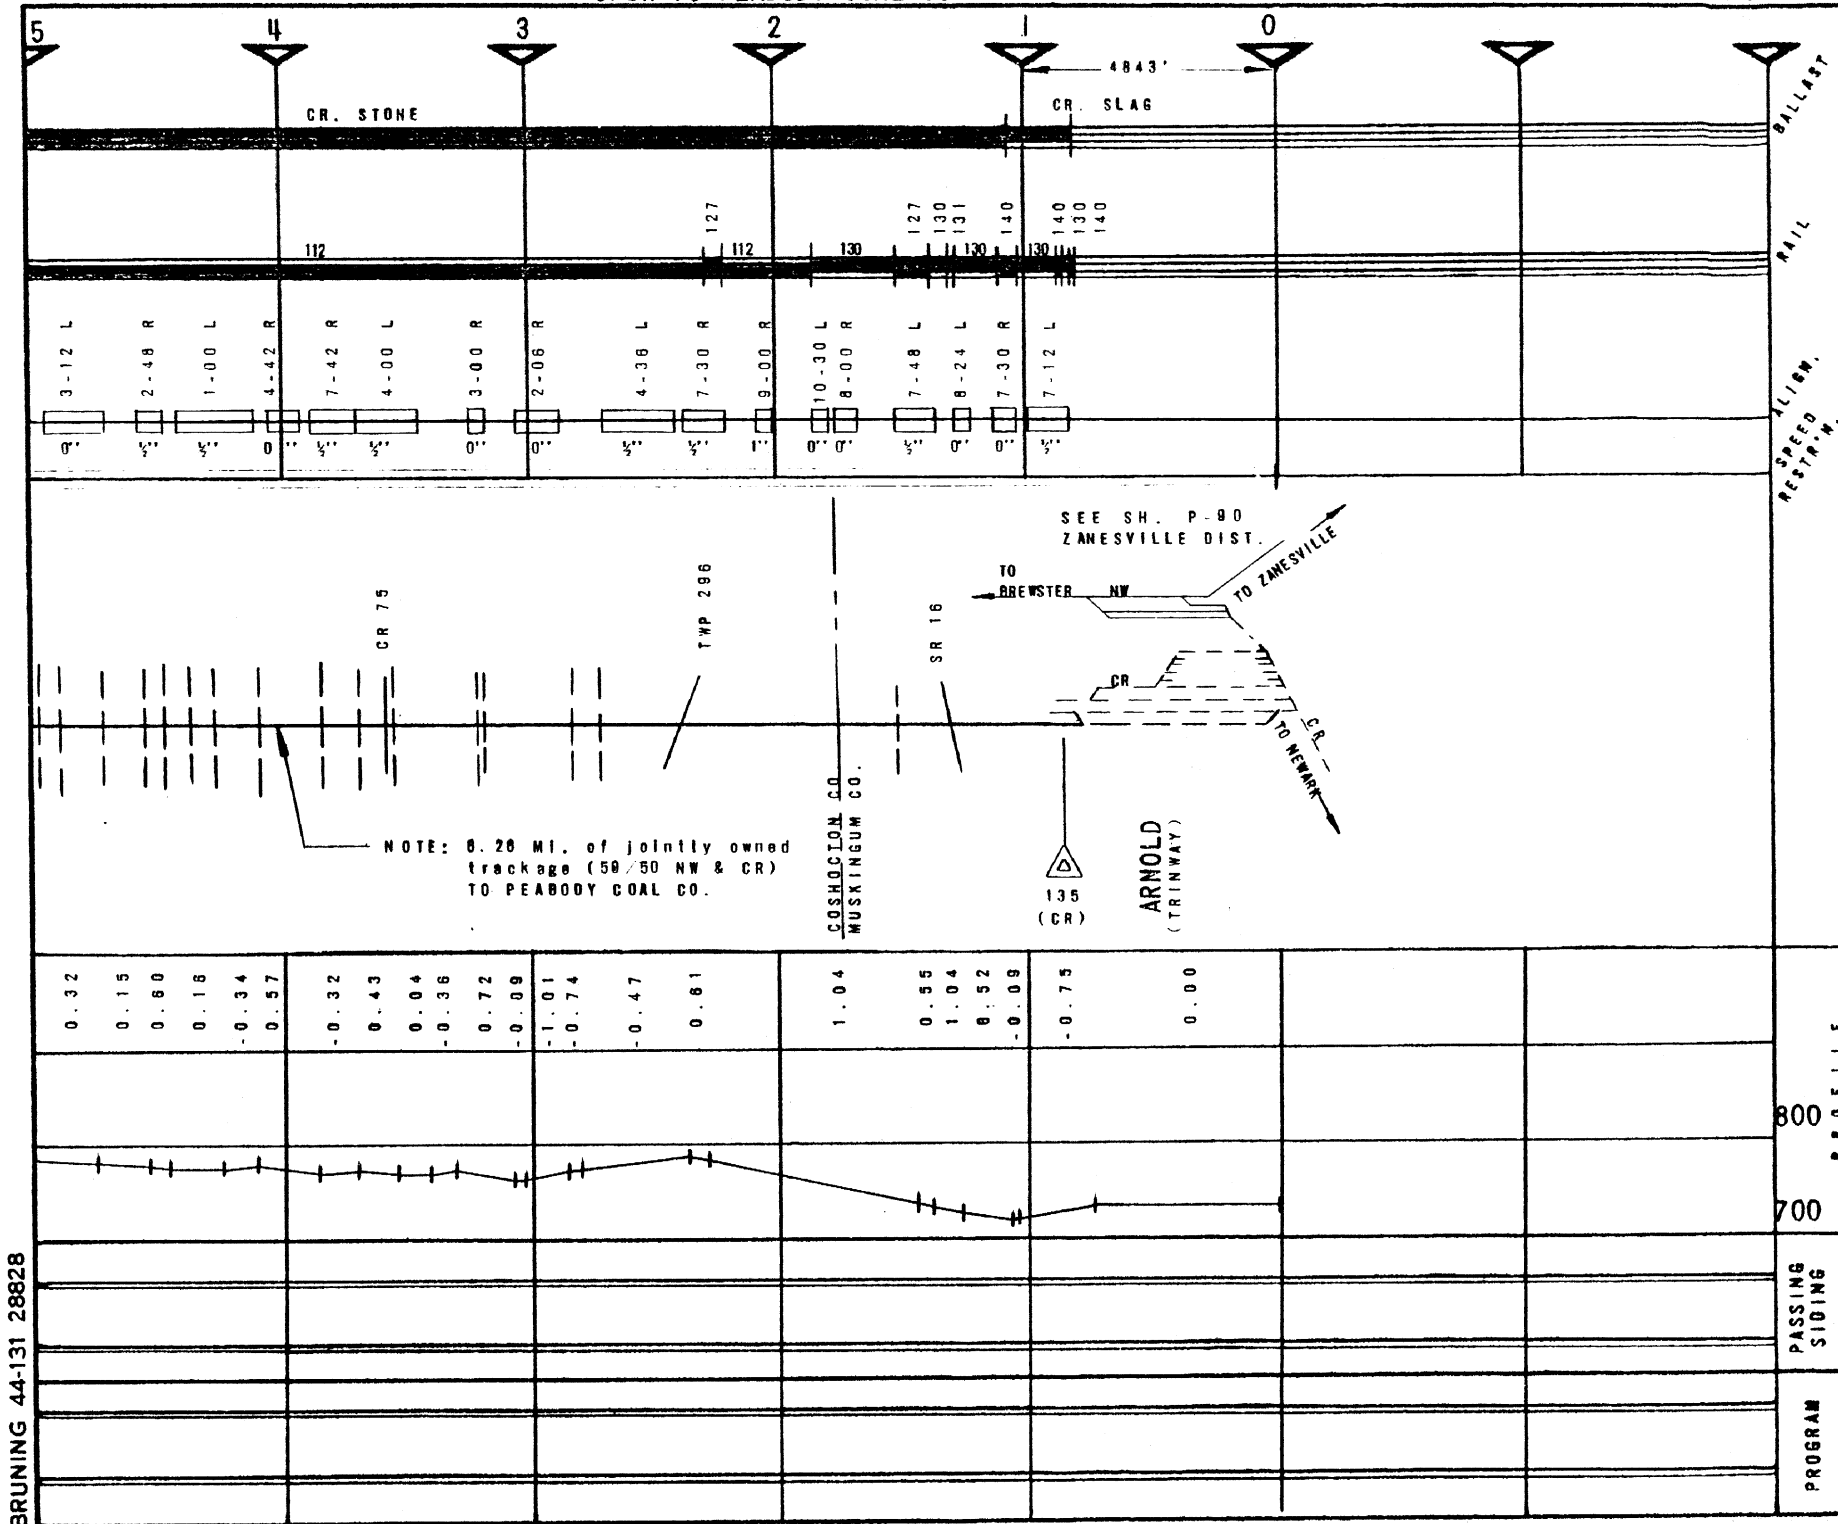 5 4 3 2 1 0
4843'
CR. STONE CR. SLAG
BALLAST
127 127 130 131 140 140 130 140
112 112 130 130 130
RAIL
3-12 L 2-48 R 1-00 L 4-42 R 7-42 R 4-00 L 3-00 R 2-06 R 4-36 L 7-30 R 9-00 R 10-30 L 8-00 R 7-48 L 8-24 L 7-30 R 7-12 L
0" ½" ½" 0" ½" ½" 0" 0" ½" ½" 1" 0" 0" ½" 0" 0" ½"
ALIGN.
SPEED
RESTR'N.
SEE SH. P-90
ZANESVILLE DIST.
TO
BREWSTER NW
TO ZANESVILLE
CR 75
TWP 296
SR 16
CR
CR
TO NEWARK
NOTE: 6.26 Mi. of jointly owned
trackage (50/50 NW & CR)
TO PEABODY COAL CO.
COSHOCTON CO
MUSKINGUM CO.
135
(CR)
ARNOLD
(TRINWAY)
0.32 0.15 0.60 0.16 -0.34 0.57 -0.32 0.43 0.04 -0.36 0.72 -0.09 -1.01 -0.74 -0.47 0.61 1.04 0.55 1.04 0.52 -0.09 -0.75 0.00
PROFILE
800
700
PASSING
SIDING
PROGRAM
BRUNING 44-131 28828